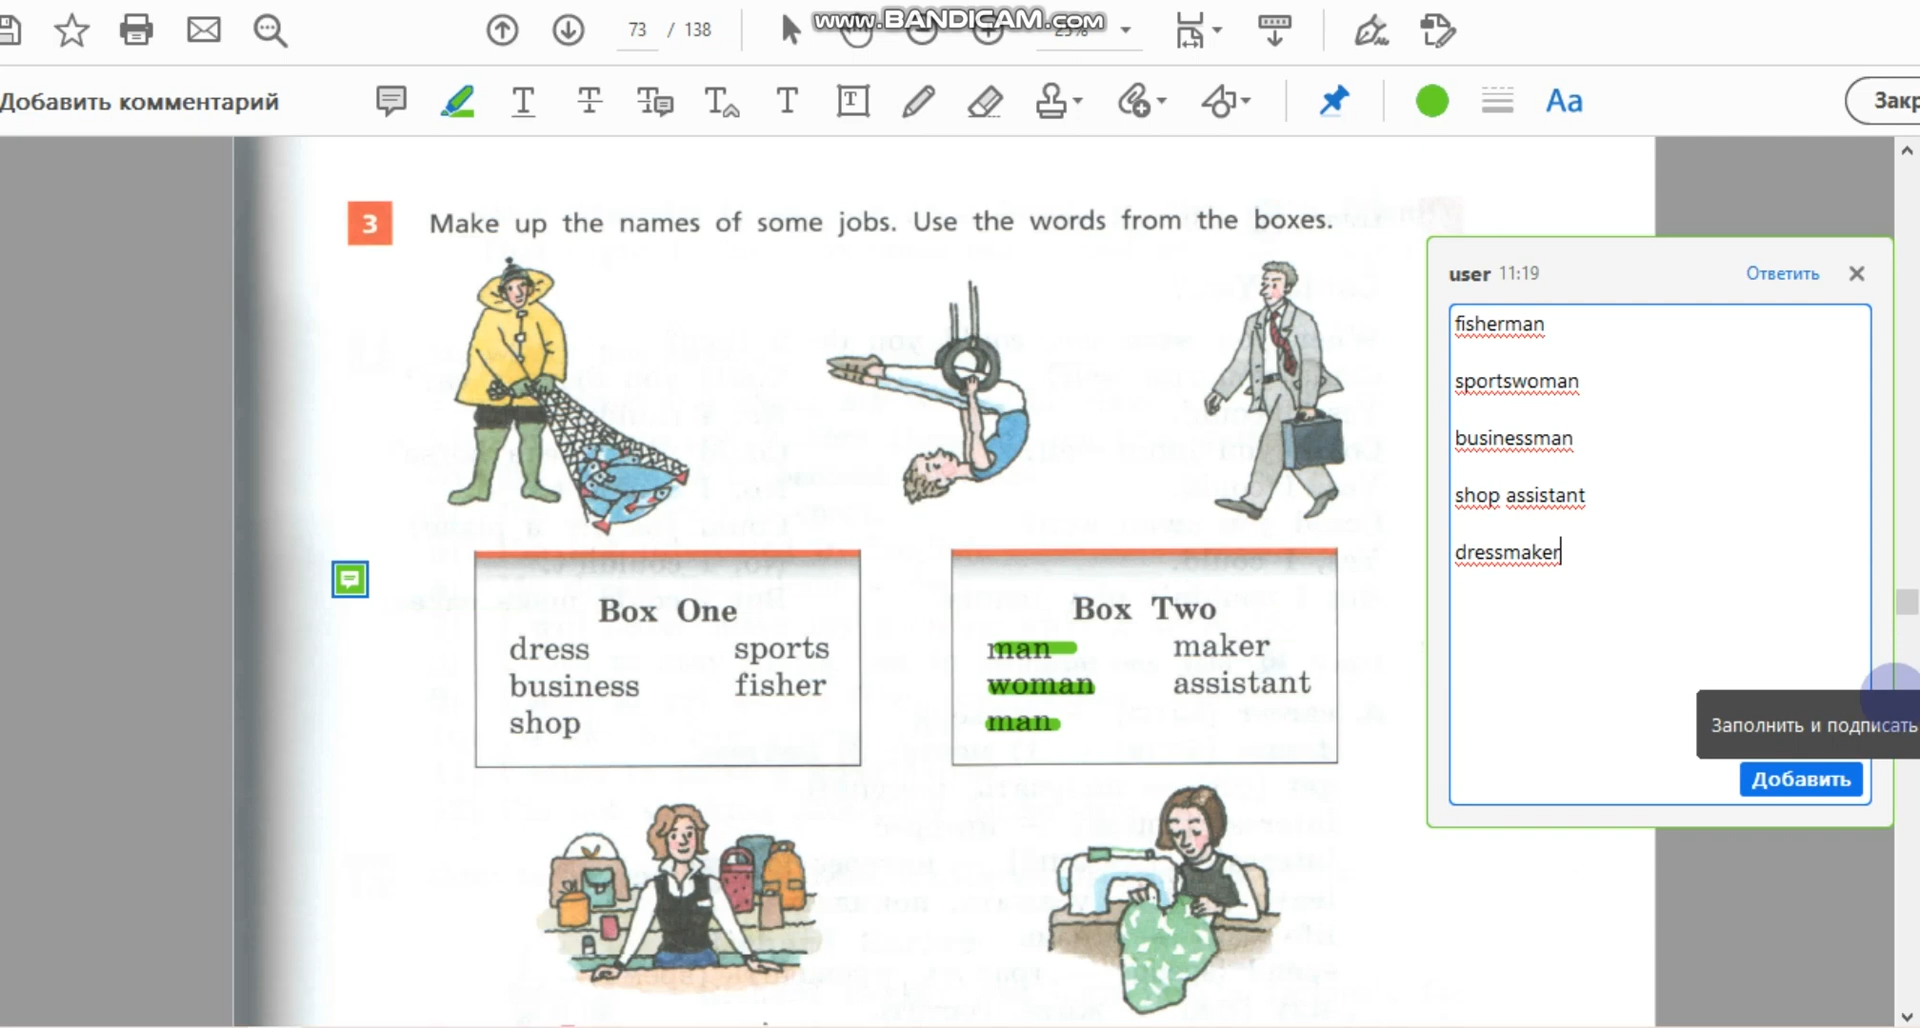 73 / 138
www.BANDICAM.com
Добавить комментарий
Aa
Закр
3 Make up the names of some jobs. Use the words from the boxes.
user 11:19 Ответить
fisherman
sportswoman
businessman
shop assistant
dressmaker
Box One
dress sports
business fisher
shop
Box Two
man maker
woman assistant
man
Заполнить и подписать
Добавить